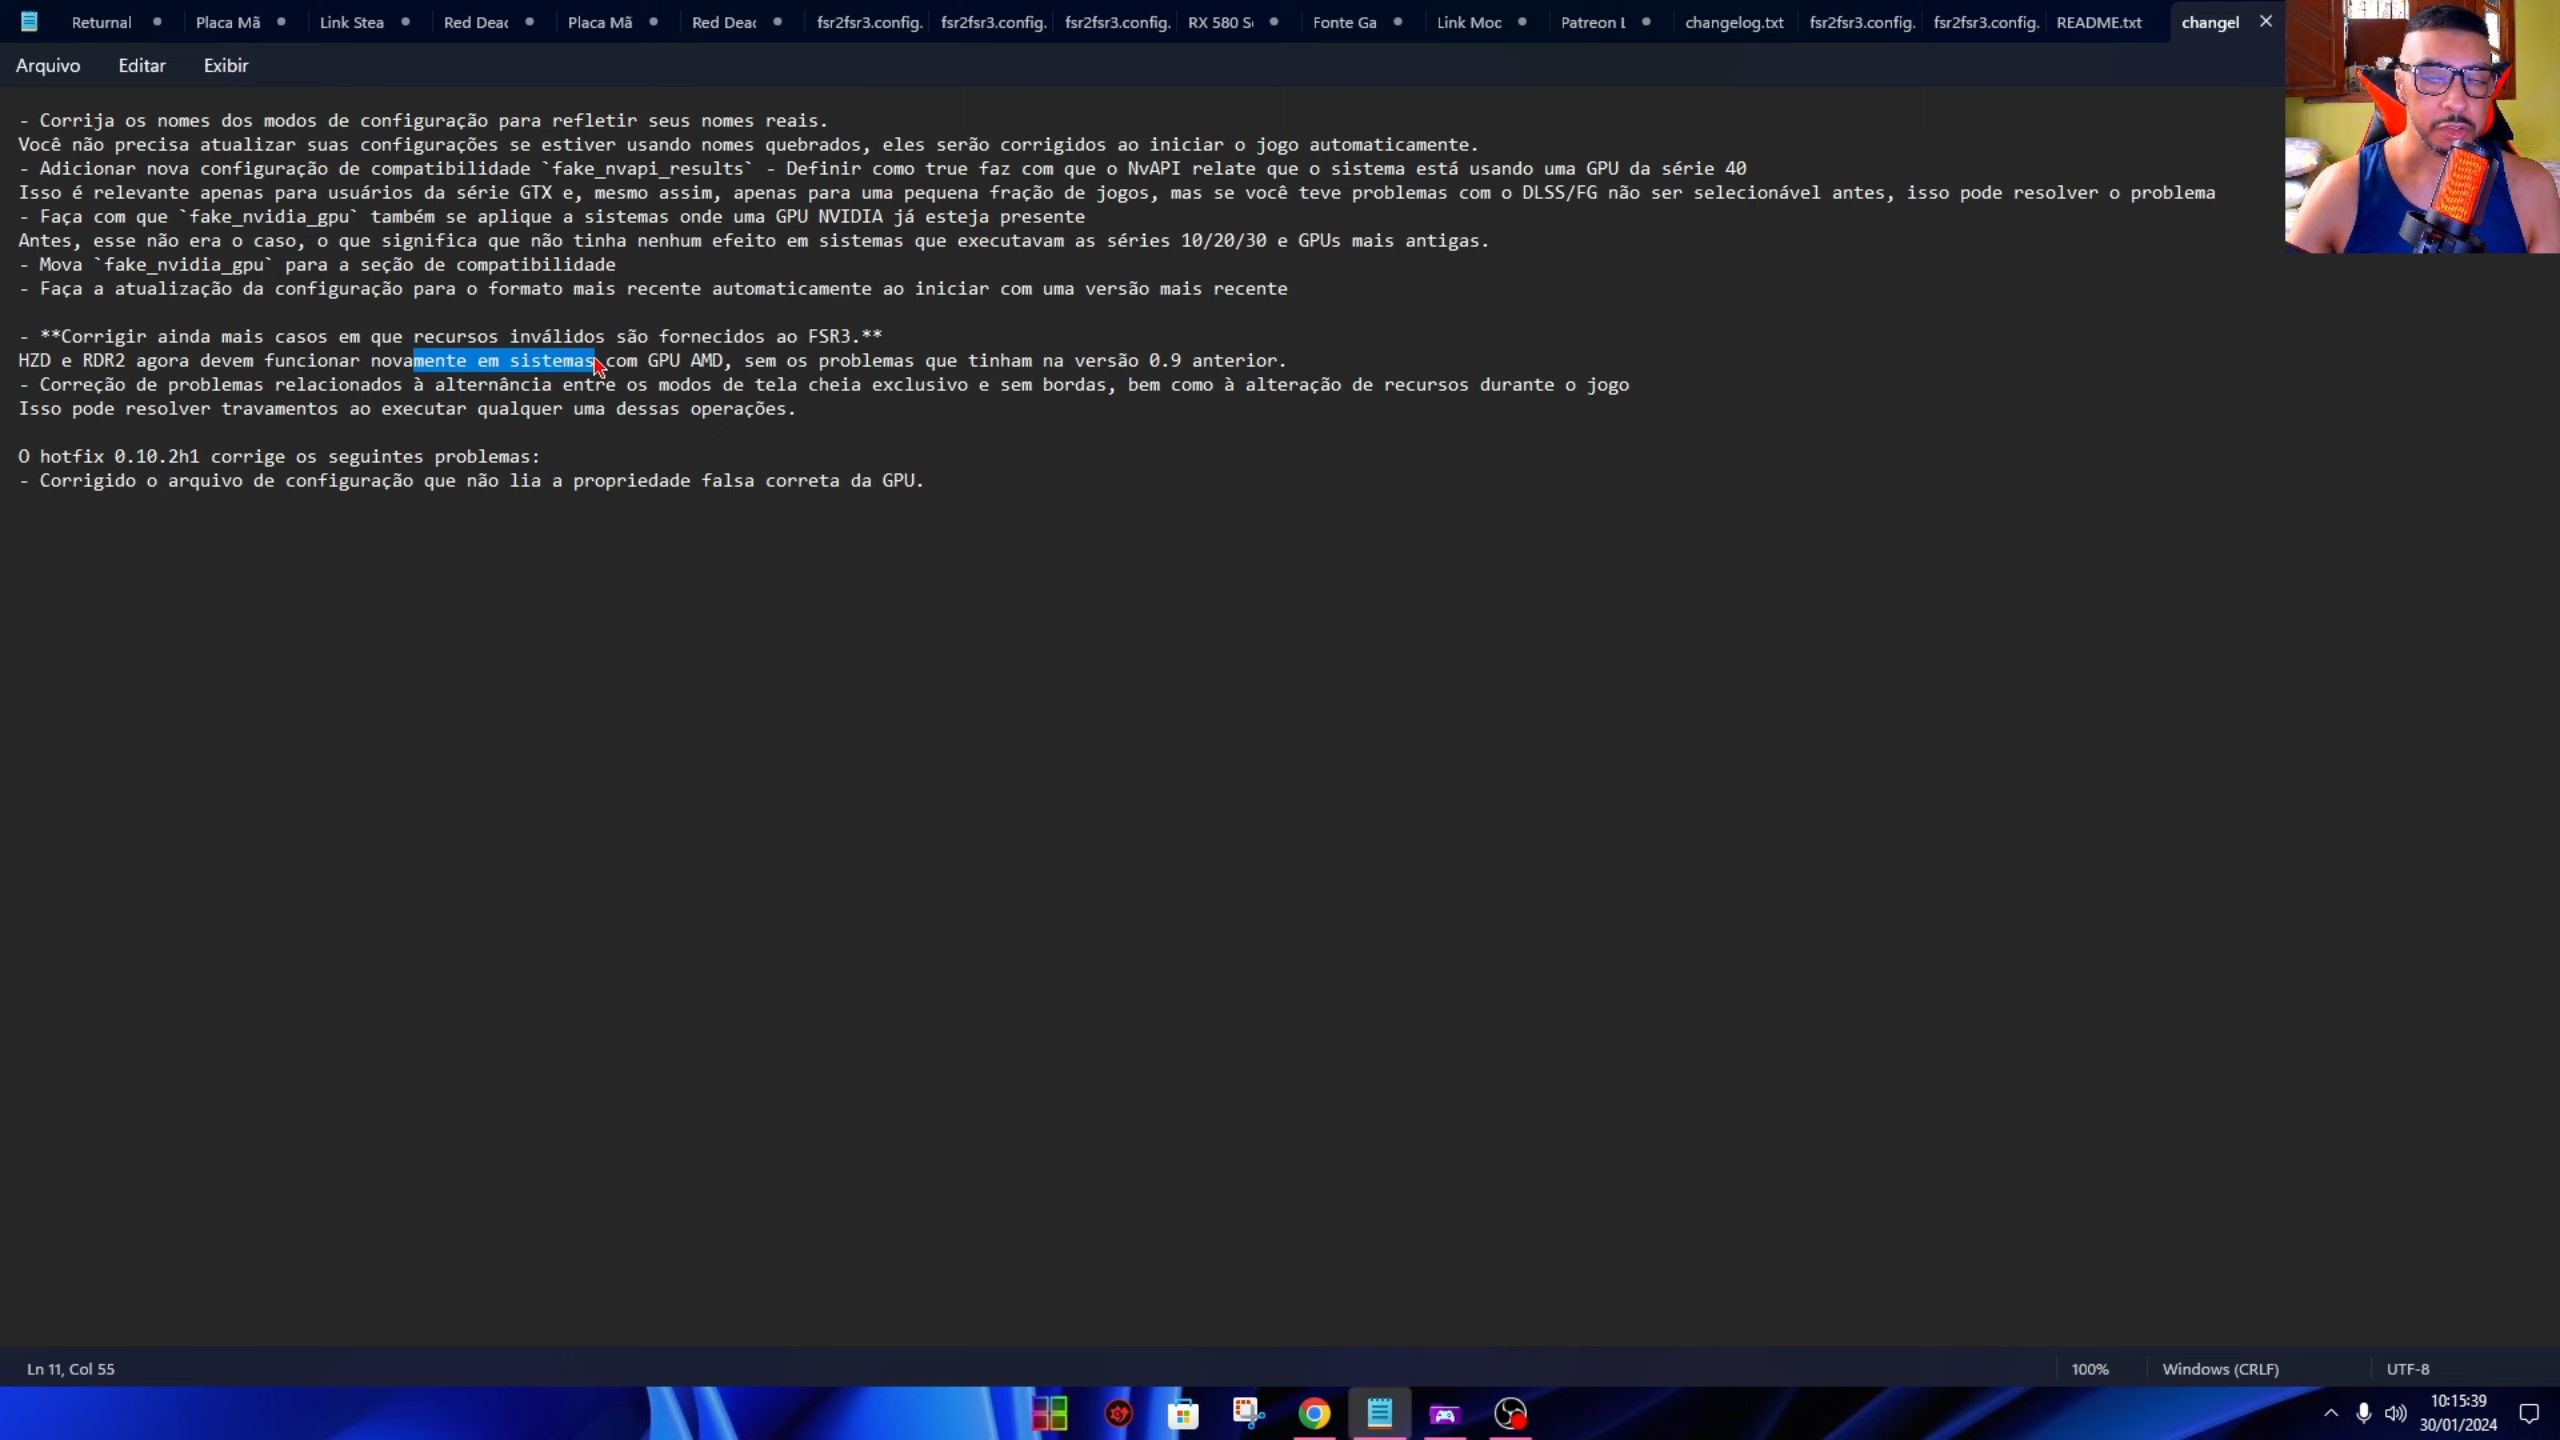 Returnal
Placa Mã
Link Stea
Red Deac
Placa Mã
Red Deac
fsr2fsr3.config.
fsr2fsr3.config.
fsr2fsr3.config.
RX 580 S
Fonte Ga
Link Moc
Patreon L
changelog.txt
fsr2fsr3.config.
fsr2fsr3.config.
README.txt
changel
Arquivo
Editar
Exibir
- Corrija os nomes dos modos de configuração para refletir seus nomes reais.
Você não precisa atualizar suas configurações se estiver usando nomes quebrados, eles serão corrigidos ao iniciar o jogo automaticamente.
- Adicionar nova configuração de compatibilidade `fake_nvapi_results` - Definir como true faz com que o NvAPI relate que o sistema está usando uma GPU da série 40
Isso é relevante apenas para usuários da série GTX e, mesmo assim, apenas para uma pequena fração de jogos, mas se você teve problemas com o DLSS/FG não ser selecionável antes, isso pode resolver o problema
- Faça com que `fake_nvidia_gpu` também se aplique a sistemas onde uma GPU NVIDIA já esteja presente
Antes, esse não era o caso, o que significa que não tinha nenhum efeito em sistemas que executavam as séries 10/20/30 e GPUs mais antigas.
- Mova `fake_nvidia_gpu` para a seção de compatibilidade
- Faça a atualização da configuração para o formato mais recente automaticamente ao iniciar com uma versão mais recente
- **Corrigir ainda mais casos em que recursos inválidos são fornecidos ao FSR3.**
HZD e RDR2 agora devem funcionar novamente em sistemas com GPU AMD, sem os problemas que tinham na versão 0.9 anterior.
- Correção de problemas relacionados à alternância entre os modos de tela cheia exclusivo e sem bordas, bem como à alteração de recursos durante o jogo
Isso pode resolver travamentos ao executar qualquer uma dessas operações.
O hotfix 0.10.2h1 corrige os seguintes problemas:
- Corrigido o arquivo de configuração que não lia a propriedade falsa correta da GPU.
Ln 11, Col 55
100%
Windows (CRLF)
UTF-8
10:15:39
30/01/2024